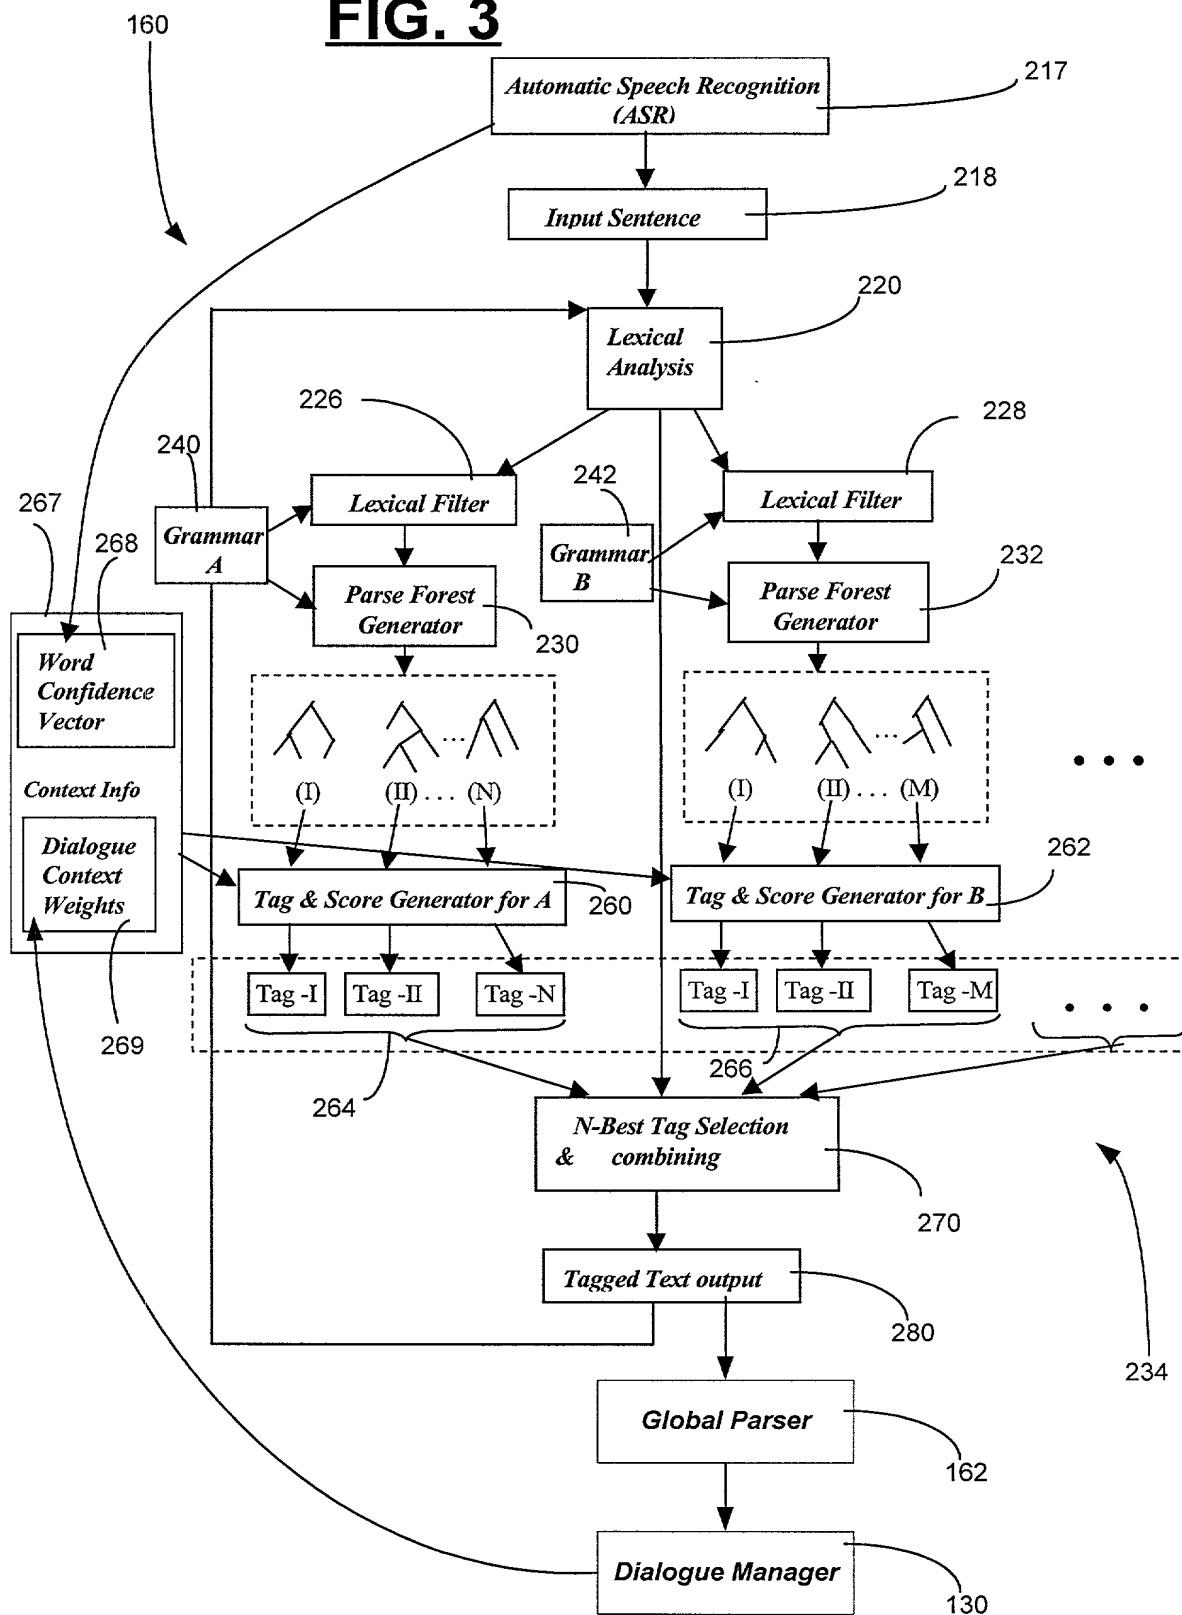 FIG. 3
160
217
Automatic Speech Recognition
(ASR)
218
Input Sentence
220
Lexical
Analysis
226
228
240
242
Lexical Filter
Lexical Filter
267
268
Grammar
A
Grammar
B
232
Parse Forest
Generator
230
Parse Forest
Generator
Word
Confidence
Vector
...
...
Context Info
(I) (II) . . . (N)
(I) (II) . . . (M)
• • •
Dialogue
Context
Weights
262
Tag & Score Generator for A
260
Tag & Score Generator for B
Tag -I
Tag -II
Tag -N
Tag -I
Tag -II
Tag -M
• • •
269
264
266
N-Best Tag Selection
& combining
270
Tagged Text output
280
234
Global Parser
162
Dialogue Manager
130